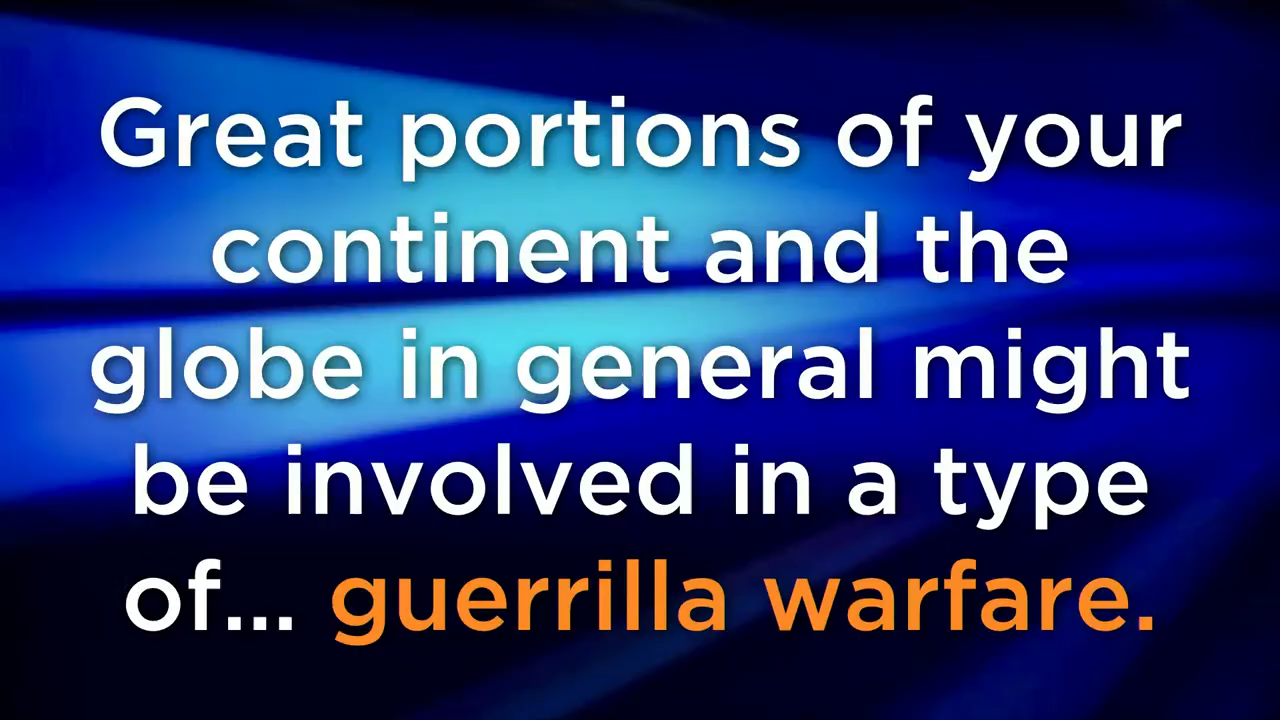 Great portions of your
continent and the
globe in general might
be involved in a type
of... guerrilla warfare.